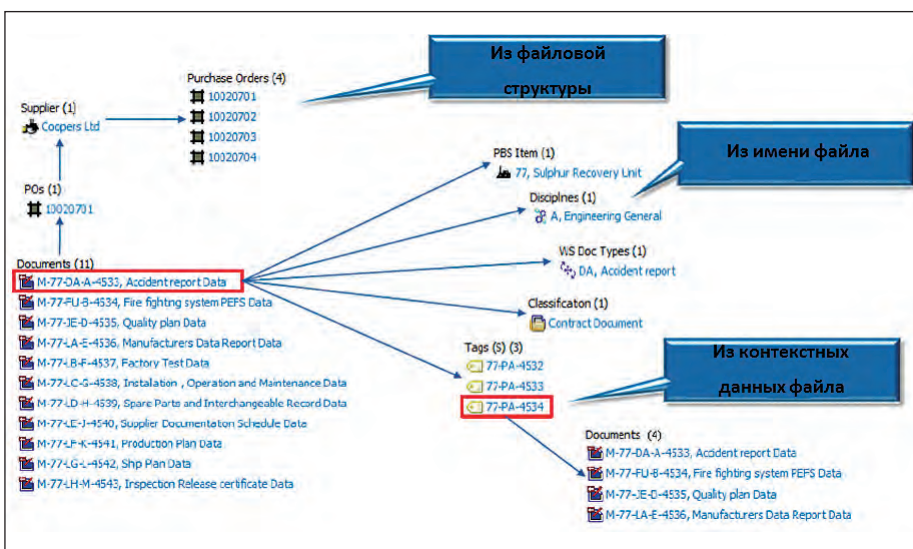 Из файловой
структуры
Purchase Orders (4)
10020701
10020702
10020703
10020704
Supplier (1)
Coopers Ltd
POs (1)
10020701
Documents (11)
M-77-DA-A-4533, Accident report Data
M-77-FU-B-4534, Fire fighting system PEFS Data
M-77-JE-D-4535, Quality plan Data
M-77-LA-E-4536, Manufacturers Data Report Data
M-77-LB-F-4537, Factory Test Data
M-77-LC-G-4538, Instalation , Operation and Maintenance Data
M-77-LD-H-4539, Spare Parts and Interchangeable Record Data
M-77-LE-J-4540, Supplier Documentation Schedule Data
M-77-LF-K-4541, Production Plan Data
M-77-LG-L-4542, Ship Plan Data
M-77-LH-M-4543, Inspection Release certificate Data
Из имени файла
PBS Item (1)
77, Sulphur Recovery Unit
Disciplnes (1)
A, Engineering General
WS Doc Types (1)
DA, Accident report
Classifcaton (1)
Contract Document
Tags (S) (3)
77-PA-4532
77-PA-4533
77-PA-4534
Из контекстных
данных файла
Documents (4)
M-77-DA-A-4533, Accident report Data
M-77-FU-B-4534, Fire fighting system PEFS Data
M-77-JE-D-4535, Quality plan Data
M-77-LA-E-4536, Manufacturers Data Report Data